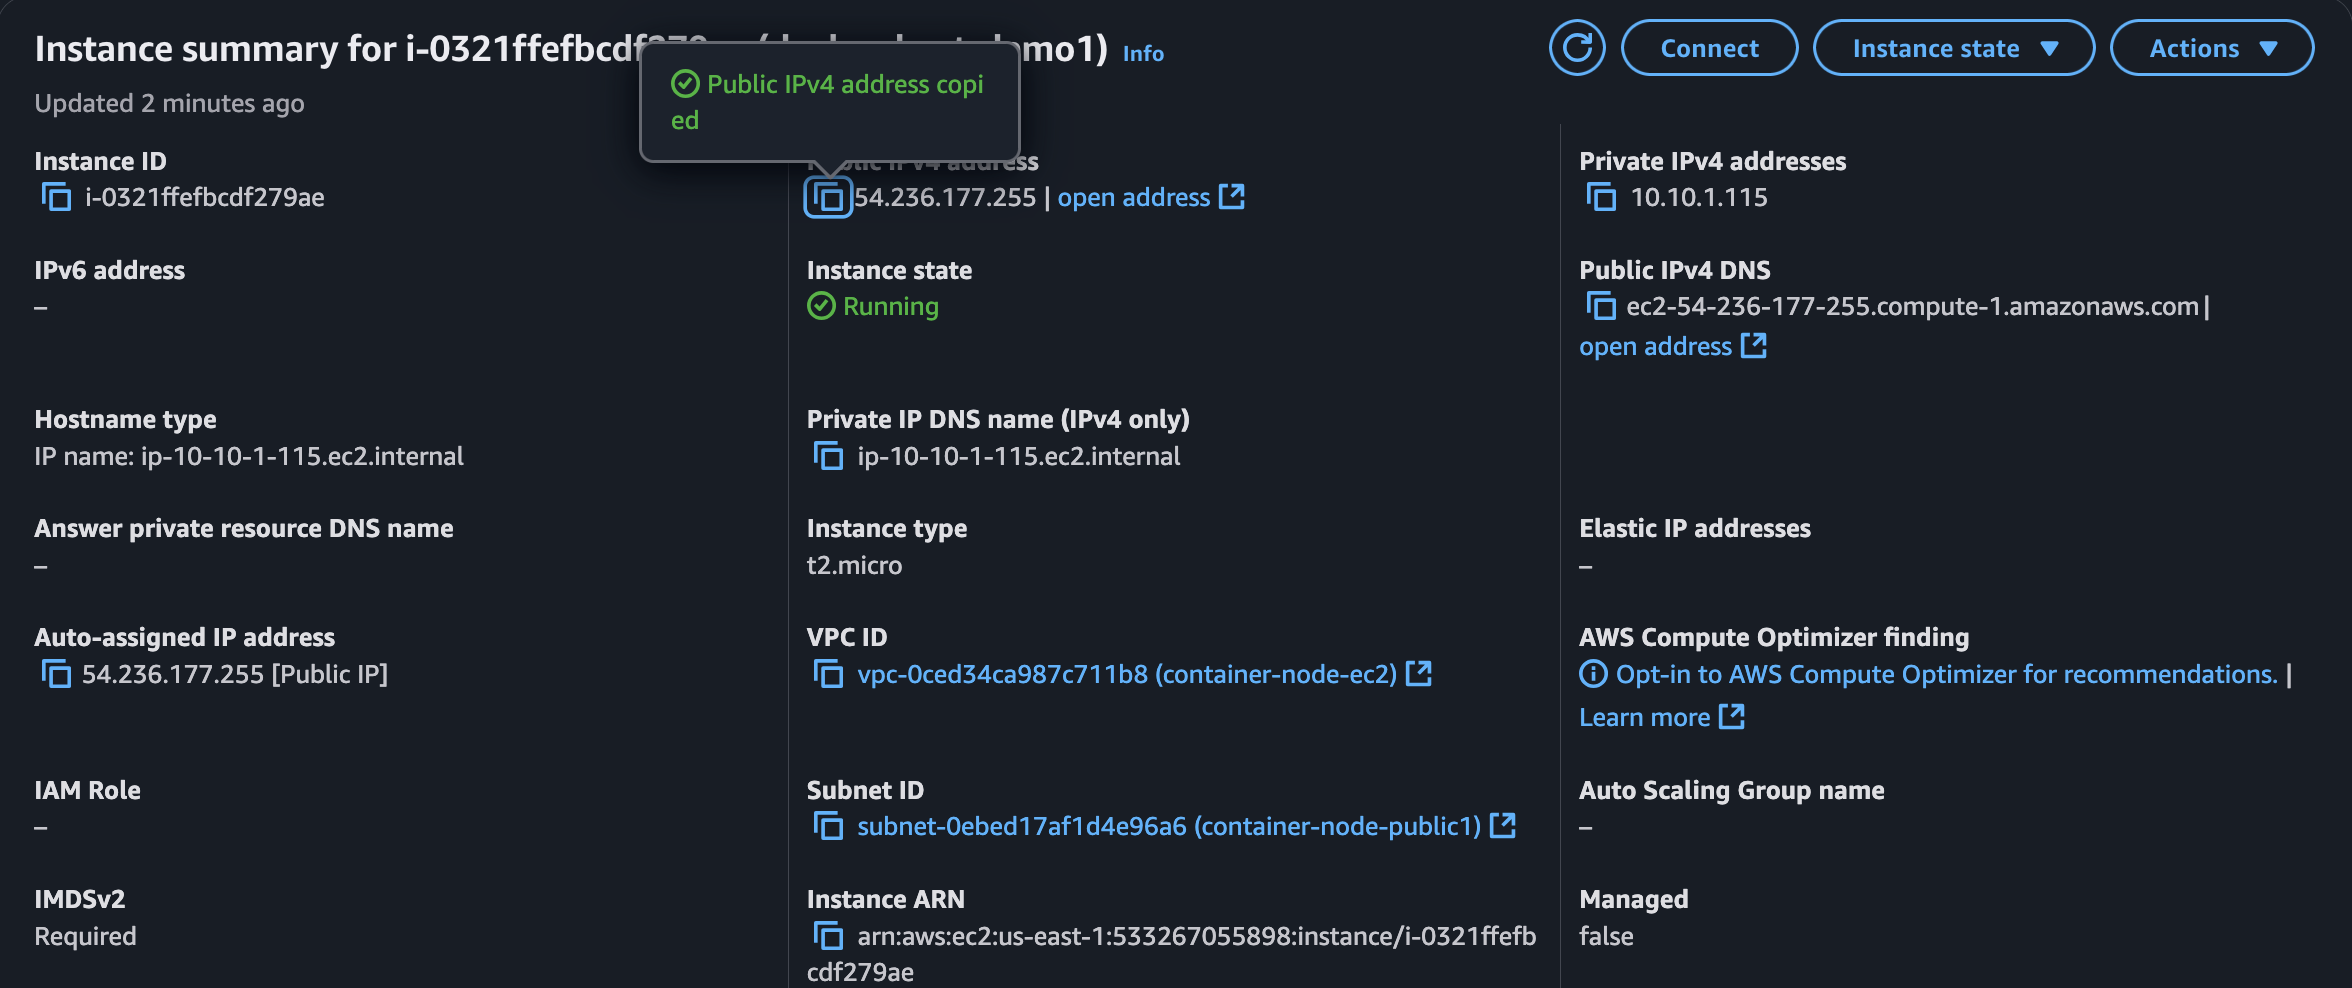 Instance summary for i-0321ffefbcdf mo1) Info
Connect
Instance state
Actions
Updated 2 minutes ago
Public IPv4 address copi
ed
Instance ID
i-0321ffefbcdf279ae
Public IPv4 address
54.236.177.255 | open address
Private IPv4 addresses
10.10.1.115
IPv6 address
–
Instance state
Running
Public IPv4 DNS
ec2-54-236-177-255.compute-1.amazonaws.com |
open address
Hostname type
IP name: ip-10-10-1-115.ec2.internal
Private IP DNS name (IPv4 only)
ip-10-10-1-115.ec2.internal
Answer private resource DNS name
–
Instance type
t2.micro
Elastic IP addresses
–
Auto-assigned IP address
54.236.177.255 [Public IP]
VPC ID
vpc-0ced34ca987c711b8 (container-node-ec2)
AWS Compute Optimizer finding
Opt-in to AWS Compute Optimizer for recommendations. |
Learn more
IAM Role
–
Subnet ID
subnet-0ebed17af1d4e96a6 (container-node-public1)
Auto Scaling Group name
–
IMDSv2
Required
Instance ARN
arn:aws:ec2:us-east-1:533267055898:instance/i-0321ffefb
cdf279ae
Managed
false